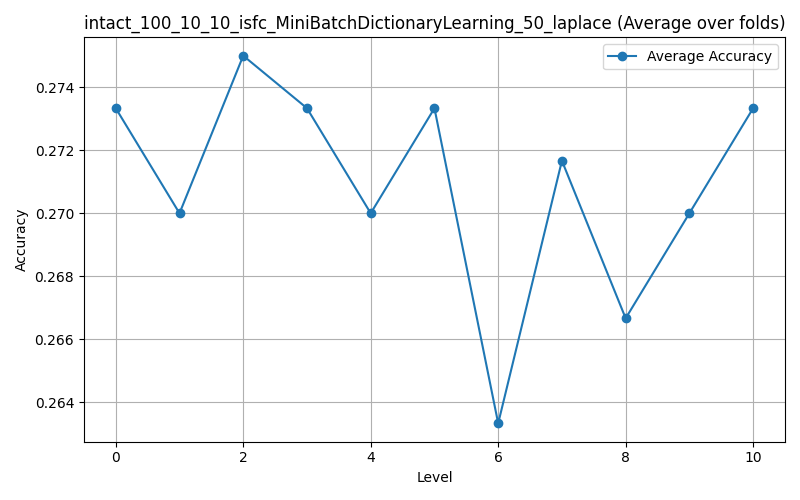 intact_100_10_10_isfc_MiniBatchDictionaryLearning_50_laplace (Average over folds)
Average Accuracy
0.274
0.272
0.270
0.268
0.266
0.264
Accuracy
0 2 4 6 8 10
Level